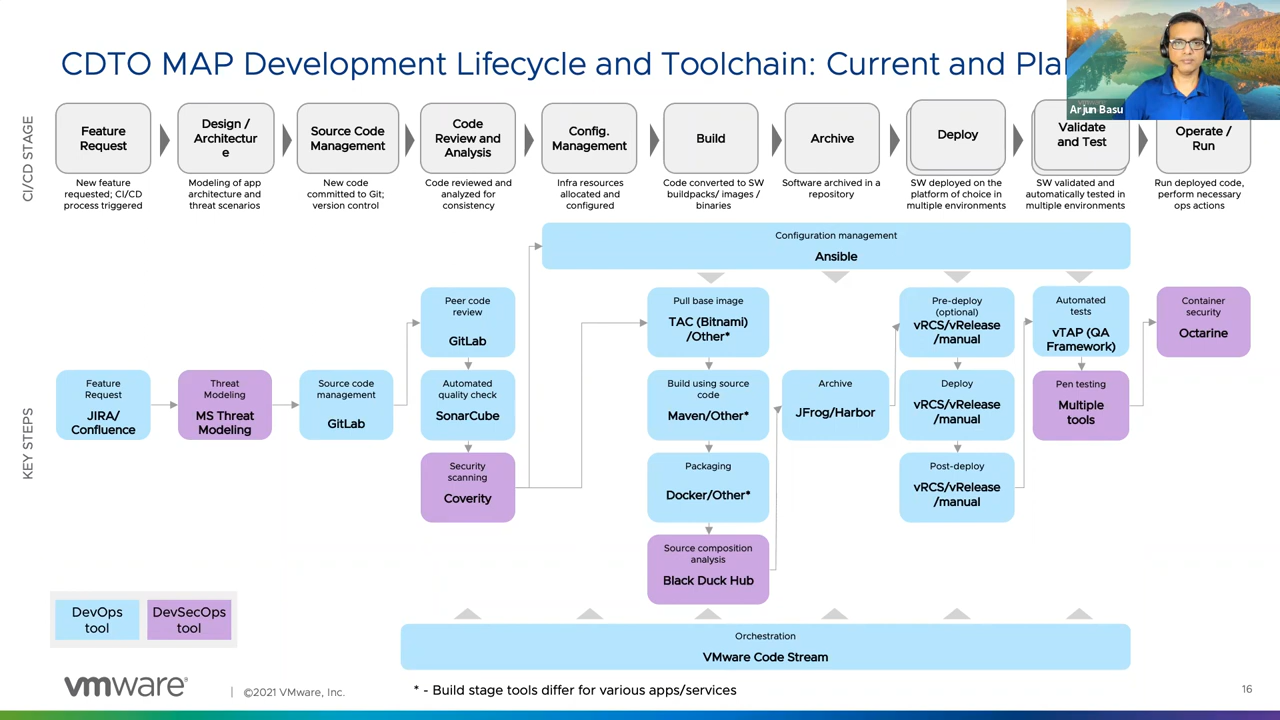 CDTO MAP Development Lifecycle and Toolchain: Current and
Arjun Basu
CI/CD STAGE
Feature
Request
Design /
Architectur
e
Source Code
Management
Code
Review and
Analysis
Config.
Management
Build
Archive
Deploy
Validate
and Test
Operate /
Run
New feature
requested; CI/CD
process triggered
Modeling of app
architecture and
threat scenarios
New code
committed to Git;
version control
Code reviewed and
analyzed for
consistency
Infra resources
allocated and
configured
Code converted to SW
buildpacks/ images /
binaries
Software archived in a
repository
SW deployed on the
platform of choice in
multiple environments
SW validated and
automatically tested in
multiple environments
Run deployed code,
perform necessary
ops actions
Configuration management
Ansible
KEY STEPS
Feature
Request
JIRA/
Confluence
Threat
Modeling
MS Threat
Modeling
Source code
management
GitLab
Peer code
review
GitLab
Automated
quality check
SonarCube
Security
scanning
Coverity
Pull base image
TAC (Bitnami)
/Other*
Build using source
code
Maven/Other*
Packaging
Docker/Other*
Source composition
analysis
Black Duck Hub
Archive
JFrog/Harbor
Pre-deploy
(optional)
vRCS/vRelease
/manual
Deploy
vRCS/vRelease
/manual
Post-deploy
vRCS/vRelease
/manual
Automated
tests
vTAP (QA
Framework)
Pen testing
Multiple
tools
Container
security
Octarine
Orchestration
VMware Code Stream
DevOps
tool
DevSecOps
tool
vmware®
©2021 VMware, Inc.
* - Build stage tools differ for various apps/services
16